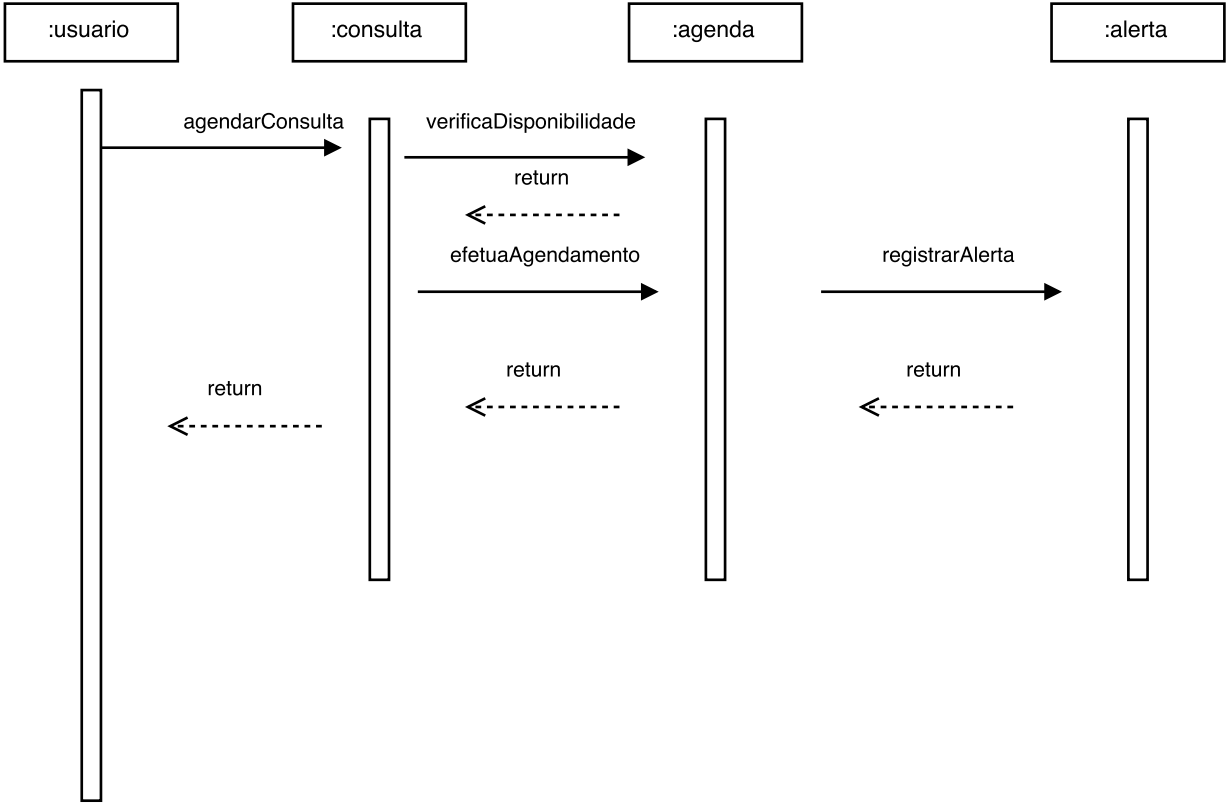 :usuario
:consulta
:agenda
:alerta
agendarConsulta
verificaDisponibilidade
return
efetuaAgendamento
registrarAlerta
return
return
return